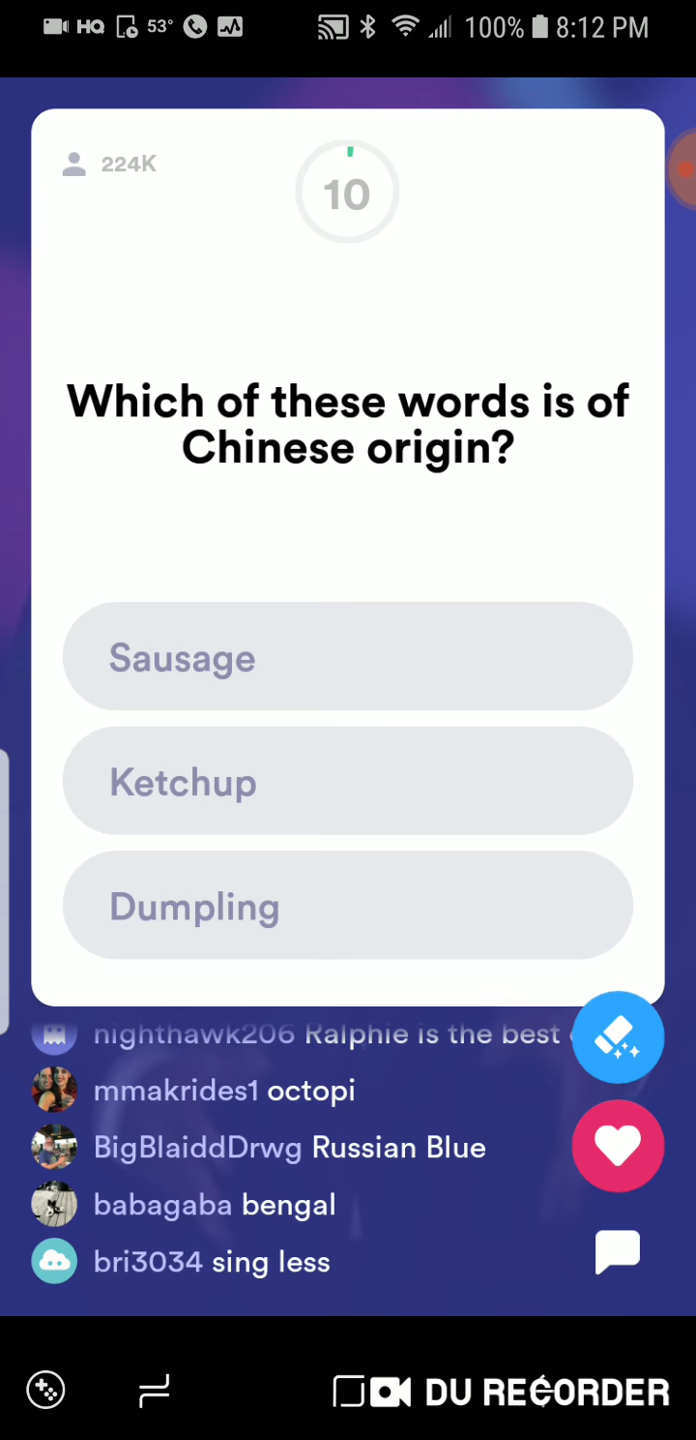 HQ 53° 100% 8:12 PM
224K
10
Which of these words is of
Chinese origin?
Sausage
Ketchup
Dumpling
nighthawk206 Ralphie is the best
mmakrides1 octopi
BigBlaiddDrwg Russian Blue
babagaba bengal
bri3034 sing less
DU RECORDER